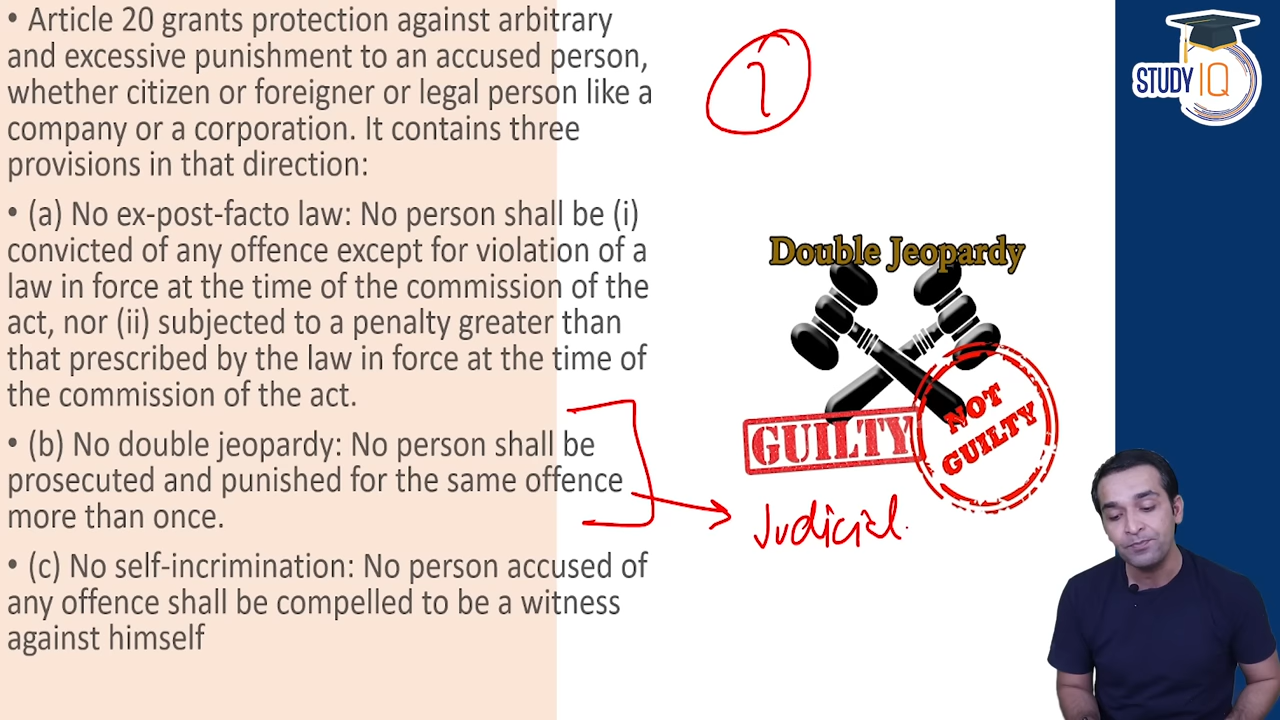 • Article 20 grants protection against arbitrary
and excessive punishment to an accused person,
whether citizen or foreigner or legal person like a
company or a corporation. It contains three
provisions in that direction:
• (a) No ex-post-facto law: No person shall be (i)
convicted of any offence except for violation of a
law in force at the time of the commission of the
act, nor (ii) subjected to a penalty greater than
that prescribed by the law in force at the time of
the commission of the act.
• (b) No double jeopardy: No person shall be
prosecuted and punished for the same offence
more than once.
• (c) No self-incrimination: No person accused of
any offence shall be compelled to be a witness
against himself
Double Jeopardy
GUILTY
NOT
GUILTY
Judicial.
STUDY IQ